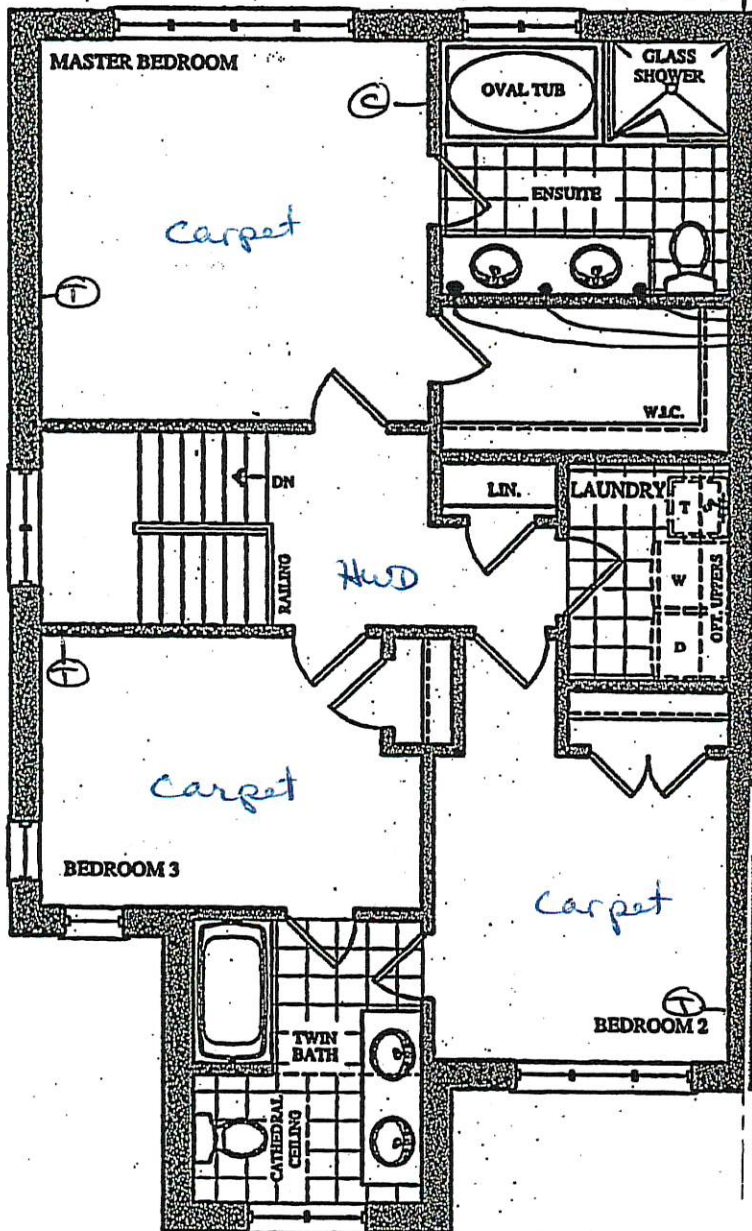 MASTER BEDROOM
C
OVAL TUB
GLASS
SHOWER
ENSUITE
Carpet
T
W.I.C.
DN
LIN.
LAUNDRY
T
W
D
OPT. UPPERS
RAILING
HWD
T
Carpet
BEDROOM 3
Carpet
T
BEDROOM 2
TWIN
BATH
CATHEDRAL
CEILING